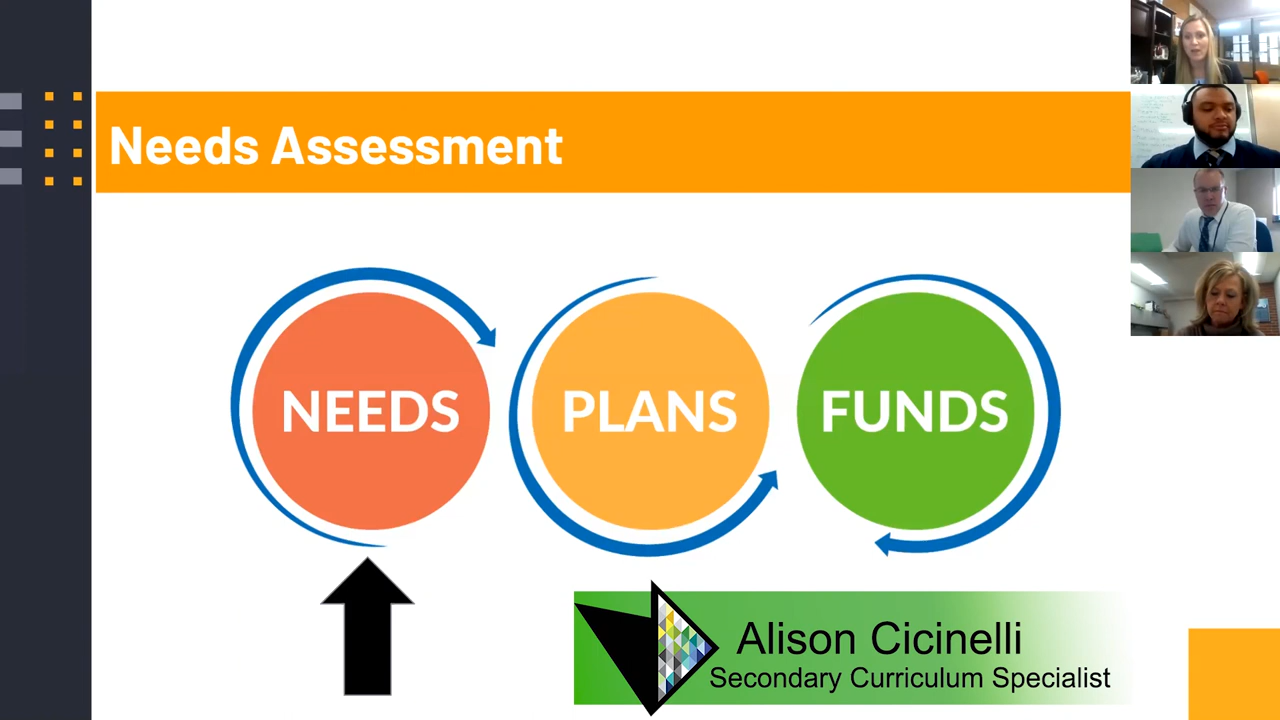 Needs Assessment
NEEDS
PLANS
FUNDS
Alison Cicinelli
Secondary Curriculum Specialist